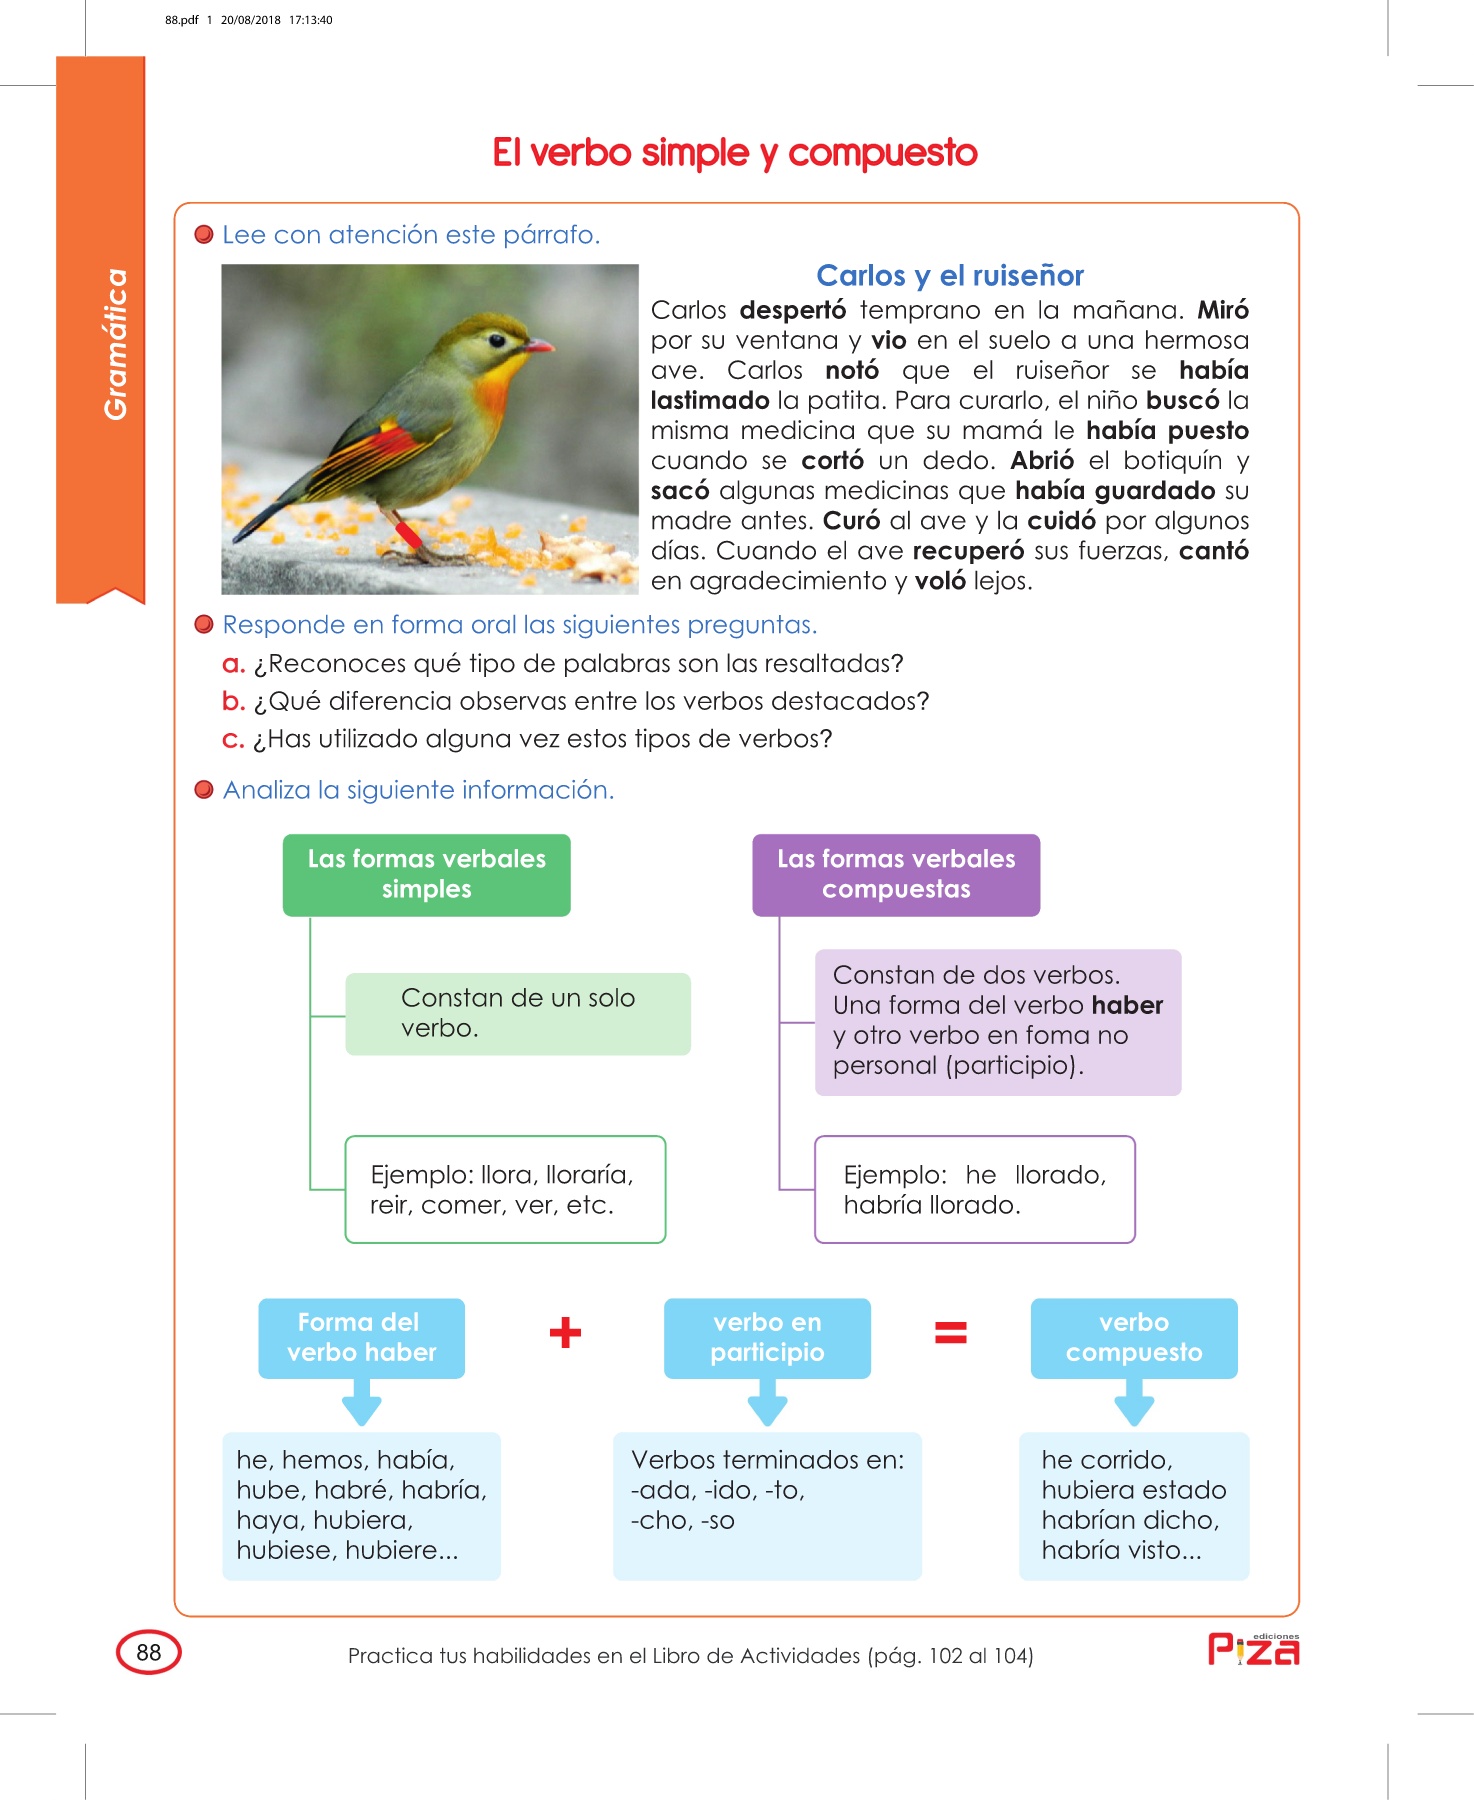 88.pdf 1 20/08/2018 17:13:40
Gramática
El verbo simple y compuesto
Lee con atención este párrafo.
Carlos y el ruiseñor
Carlos despertó temprano en la mañana. Miró
por su ventana y vio en el suelo a una hermosa
ave. Carlos notó que el ruiseñor se había
lastimado la patita. Para curarlo, el niño buscó la
misma medicina que su mamá le había puesto
cuando se cortó un dedo. Abrió el botiquín y
sacó algunas medicinas que había guardado su
madre antes. Curó al ave y la cuidó por algunos
días. Cuando el ave recuperó sus fuerzas, cantó
en agradecimiento y voló lejos.
Responde en forma oral las siguientes preguntas.
a. ¿Reconoces qué tipo de palabras son las resaltadas?
b. ¿Qué diferencia observas entre los verbos destacados?
c. ¿Has utilizado alguna vez estos tipos de verbos?
Analiza la siguiente información.
Las formas verbales
simples
Constan de un solo
verbo.
Ejemplo: llora, lloraría,
reir, comer, ver, etc.
Las formas verbales
compuestas
Constan de dos verbos.
Una forma del verbo haber
y otro verbo en foma no
personal (participio).
Ejemplo: he llorado,
habría llorado.
Forma del
verbo haber
+
verbo en
participio
=
verbo
compuesto
he, hemos, había,
hube, habré, habría,
haya, hubiera,
hubiese, hubiere...
Verbos terminados en:
-ada, -ido, -to,
-cho, -so
he corrido,
hubiera estado
habrían dicho,
habría visto...
88
Practica tus habilidades en el Libro de Actividades (pág. 102 al 104)
ediciones
Piza